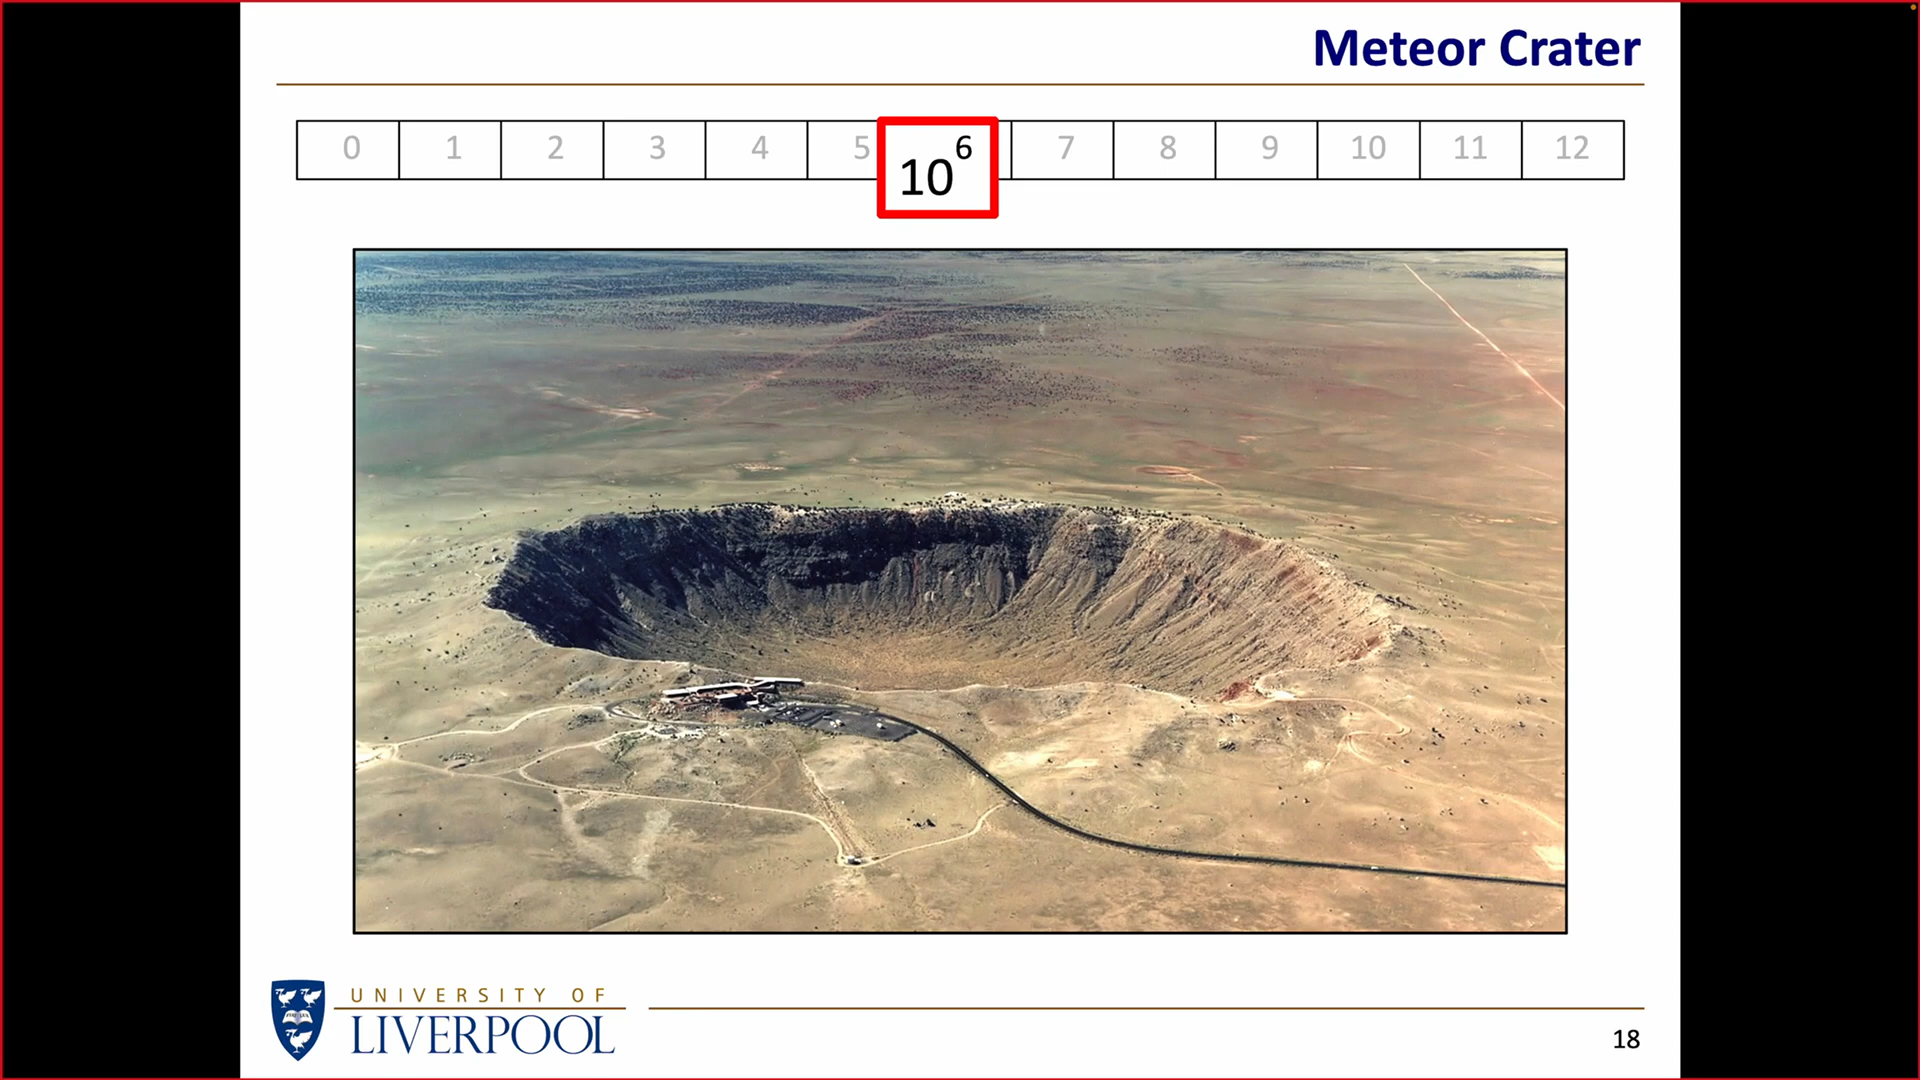 Meteor Crater
0 1 2 3 4 5 10⁶ 7 8 9 10 11 12
UNIVERSITY OF
LIVERPOOL
18